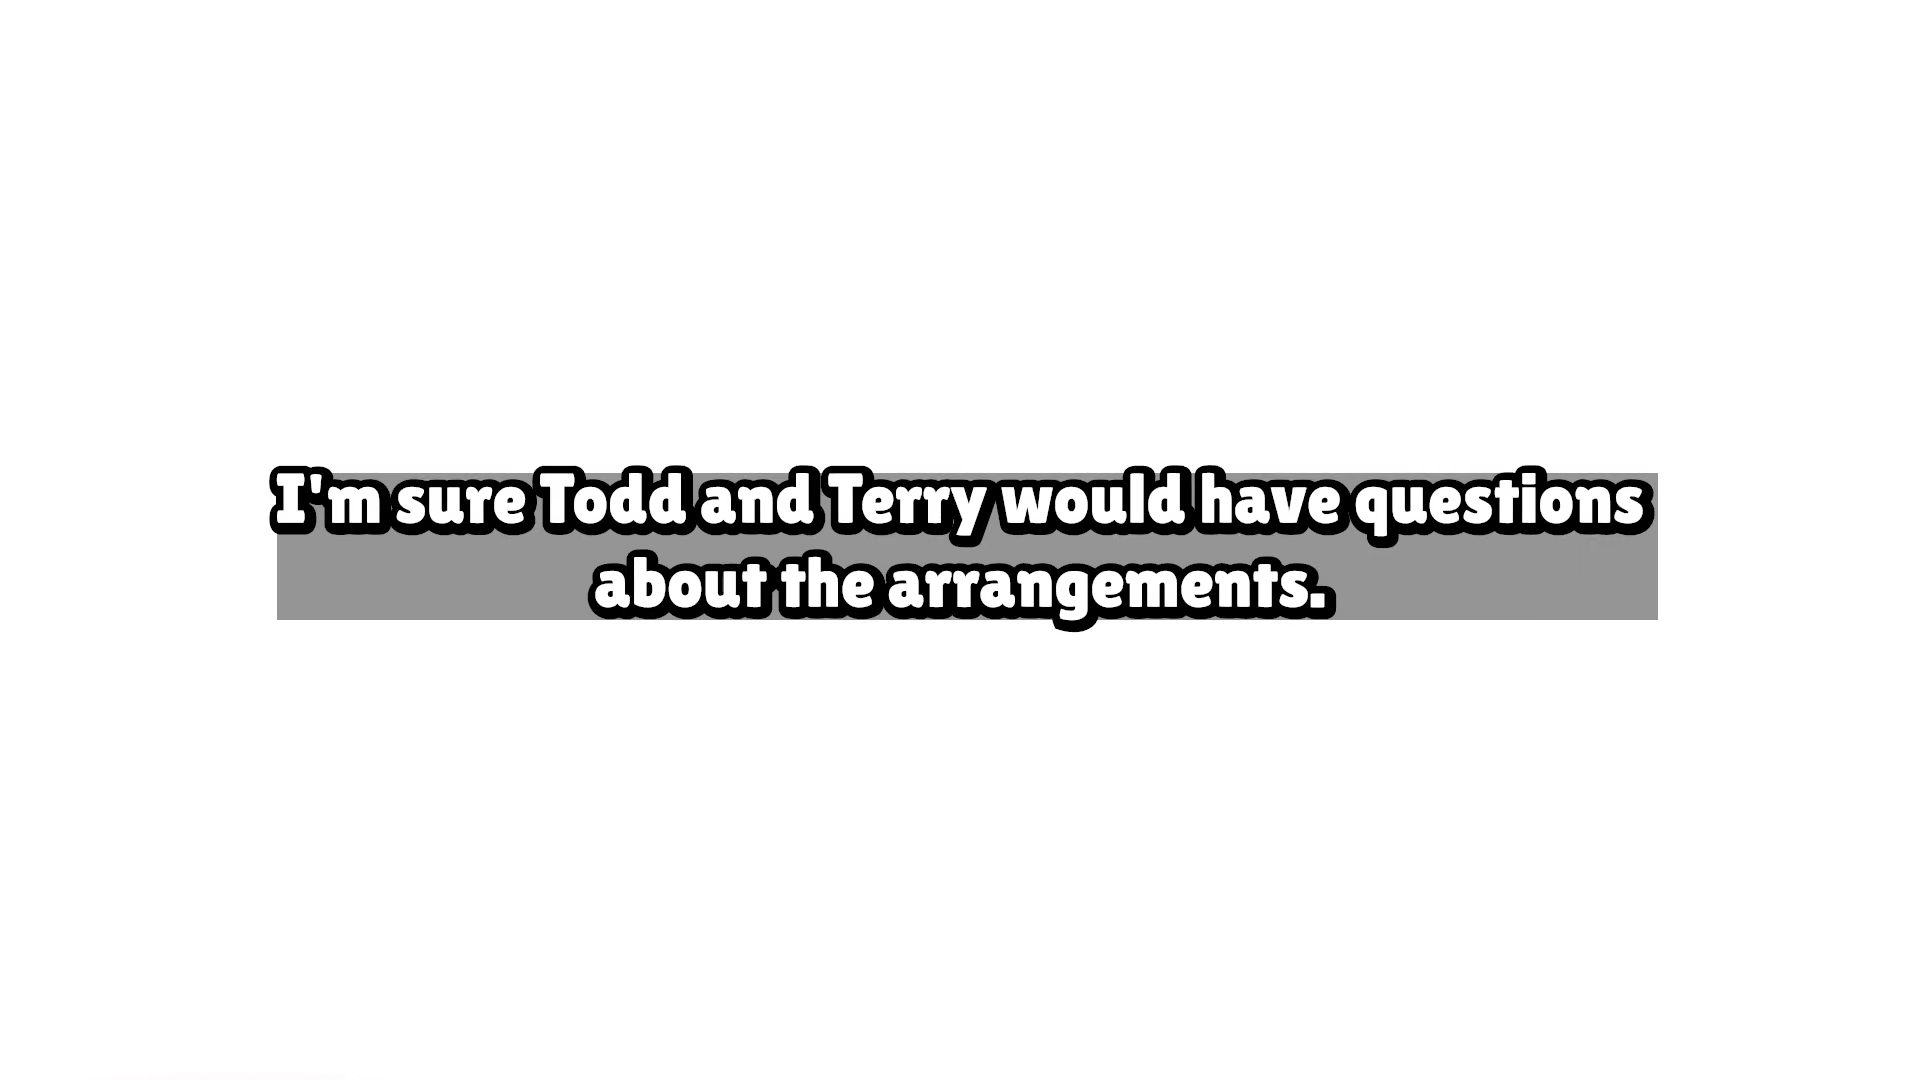 I'm sure Todd and Terry would have questions
about the arrangements.